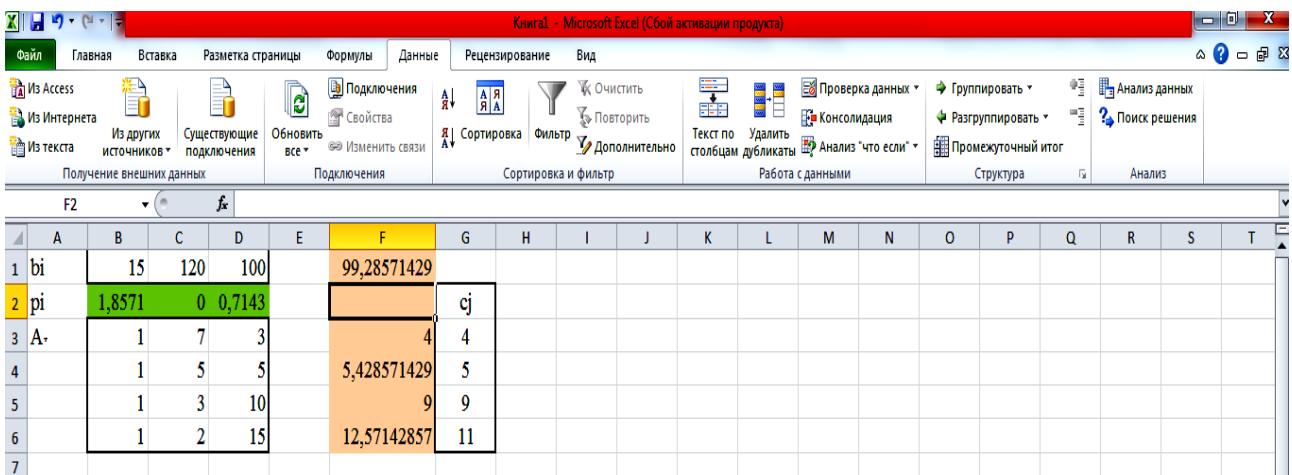 Книга1 - Microsoft Excel (Сбой активации продукта)
Файл Главная Вставка Разметка страницы Формулы Данные Рецензирование Вид
Из Access
Из Интернета
Из текста
Из других источников
Существующие подключения
Получение внешних данных
Обновить все
Подключения
Свойства
Изменить связи
Подключения
Сортировка
Фильтр
Очистить
Повторить
Дополнительно
Сортировка и фильтр
Текст по столбцам
Удалить дубликаты
Проверка данных
Консолидация
Анализ "что если"
Работа с данными
Группировать
Разгруппировать
Промежуточный итог
Структура
Анализ данных
Поиск решения
Анализ
F2 fx
A B C D E F G H I J K L M N O P Q R S T
1 bi 15 120 100 99,28571429
2 pi 1,8571 0 0,7143 cj
3 A 1 7 3 4 4
4 1 5 5 5,428571429 5
5 1 3 10 9 9
6 1 2 15 12,57142857 11
7